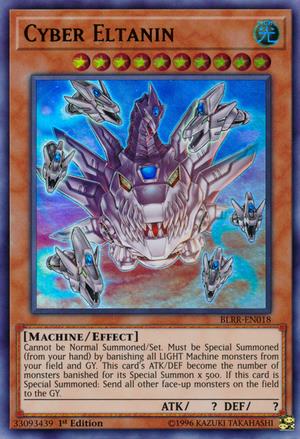 CYBER ELTANIN
光
BLRR-EN018
[MACHINE/EFFECT]
Cannot be Normal Summoned/Set. Must be Special Summoned
(from your hand) by banishing all LIGHT Machine monsters from
your field and GY. This card's ATK/DEF become the number of
monsters banished for its Special Summon x 500. If this card is
Special Summoned: Send all other face-up monsters on the field
to the GY.
ATK/ ? DEF/ ?
33093439 1st Edition ©1996 KAZUKI TAKAHASHI